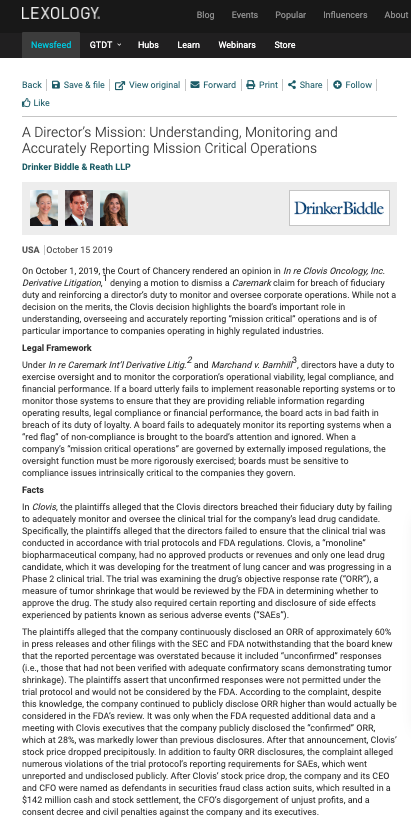 LEXOLOGY.
Blog Events Popular Influencers About
Newsfeed GTDT Hubs Learn Webinars Store
Back Save & file View original Forward Print Share Follow
Like
A Director's Mission: Understanding, Monitoring and
Accurately Reporting Mission Critical Operations
Drinker Biddle & Reath LLP
DrinkerBiddle
USA October 15 2019
On October 1, 2019, the Court of Chancery rendered an opinion in In re Clovis Oncology, Inc.
Derivative Litigation,1 denying a motion to dismiss a Caremark claim for breach of fiduciary
duty and reinforcing a director's duty to monitor and oversee corporate operations. While not a
decision on the merits, the Clovis decision highlights the board's important role in
understanding, overseeing and accurately reporting "mission critical" operations and is of
particular importance to companies operating in highly regulated industries.
Legal Framework
Under In re Caremark Int'l Derivative Litig.2 and Marchand v. Barnhill3, directors have a duty to
exercise oversight and to monitor the corporation's operational viability, legal compliance, and
financial performance. If a board utterly fails to implement reasonable reporting systems or to
monitor those systems to ensure that they are providing reliable information regarding
operating results, legal compliance or financial performance, the board acts in bad faith in
breach of its duty of loyalty. A board fails to adequately monitor its reporting systems when a
"red flag" of non-compliance is brought to the board's attention and ignored. When a
company's "mission critical operations" are governed by externally imposed regulations, the
oversight function must be more rigorously exercised; boards must be sensitive to
compliance issues intrinsically critical to the companies they govern.
Facts
In Clovis, the plaintiffs alleged that the Clovis directors breached their fiduciary duty by failing
to adequately monitor and oversee the clinical trial for the company's lead drug candidate.
Specifically, the plaintiffs alleged that the directors failed to ensure that the clinical trial was
conducted in accordance with trial protocols and FDA regulations. Clovis, a "monoline"
biopharmaceutical company, had no approved products or revenues and only one lead drug
candidate, which it was developing for the treatment of lung cancer and was progressing in a
Phase 2 clinical trial. The trial was examining the drug's objective response rate ("ORR"), a
measure of tumor shrinkage that would be reviewed by the FDA in determining whether to
approve the drug. The study also required certain reporting and disclosure of side effects
experienced by patients known as serious adverse events ("SAEs").
The plaintiffs alleged that the company continuously disclosed an ORR of approximately 60%
in press releases and other filings with the SEC and FDA notwithstanding that the board knew
that the reported percentage was overstated because it included "unconfirmed" responses
(i.e., those that had not been verified with adequate confirmatory scans demonstrating tumor
shrinkage). The plaintiffs assert that unconfirmed responses were not permitted under the
trial protocol and would not be considered by the FDA. According to the complaint, despite
this knowledge, the company continued to publicly disclose ORR higher than would actually be
considered in the FDA's review. It was only when the FDA requested additional data and a
meeting with Clovis executives that the company publicly disclosed the "confirmed" ORR,
which at 28%, was markedly lower than previous disclosures. After that announcement, Clovis'
stock price dropped precipitously. In addition to faulty ORR disclosures, the complaint alleged
numerous violations of the trial protocol's reporting requirements for SAEs, which went
unreported and undisclosed publicly. After Clovis' stock price drop, the company and its CEO
and CFO were named as defendants in securities fraud class action suits, which resulted in a
$142 million cash and stock settlement, the CFO's disgorgement of unjust profits, and a
consent decree and civil penalties against the company and its executives.